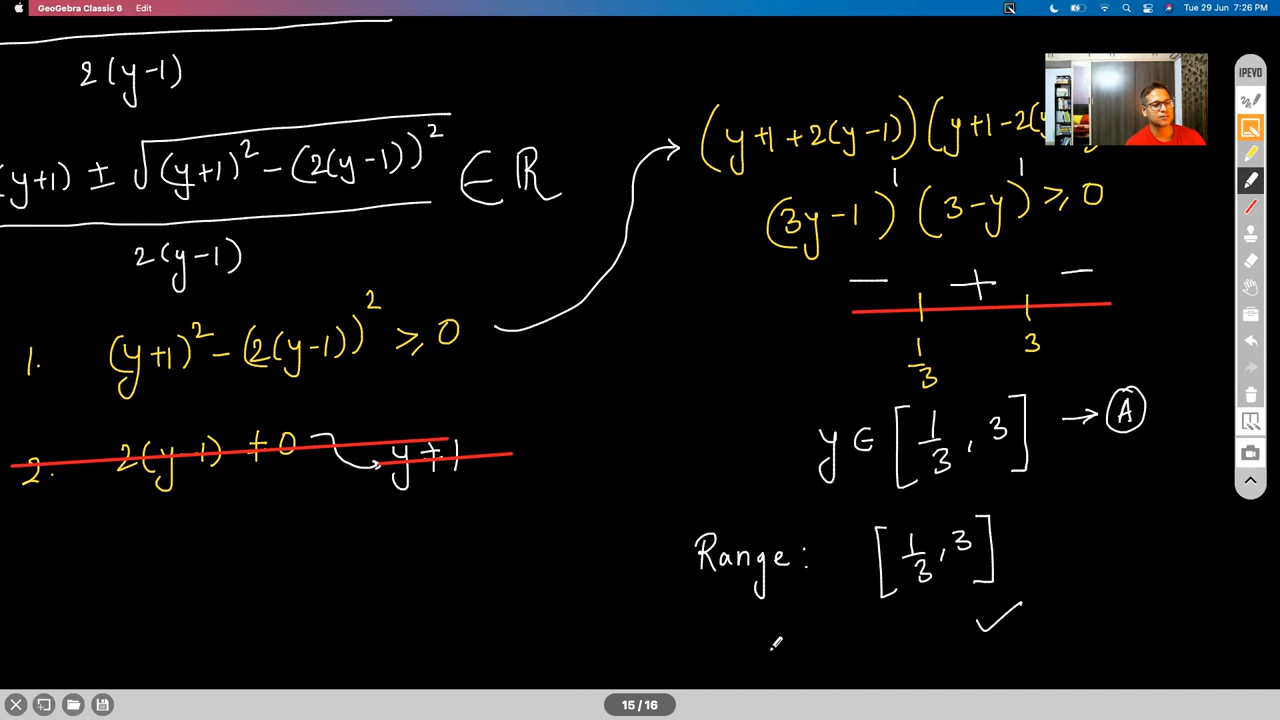 GeoGebra Classic 6 Edit
Tue 29 Jun 7:26 PM
IPEVO
2(y-1)
(y+1) ± √(y+1)² - (2(y-1))² ∈ ℝ
2(y-1)
1. (y+1)² - (2(y-1))² ≥ 0
2. 2(y-1) ≠ 0 → y ≠ 1
(y+1+2(y-1))(y+1-2(y
(3y-1)¹ (3-y)¹ ≥ 0
- + -
1/3 3
y ∈ [1/3, 3] → A
Range: [1/3, 3]
15 / 16